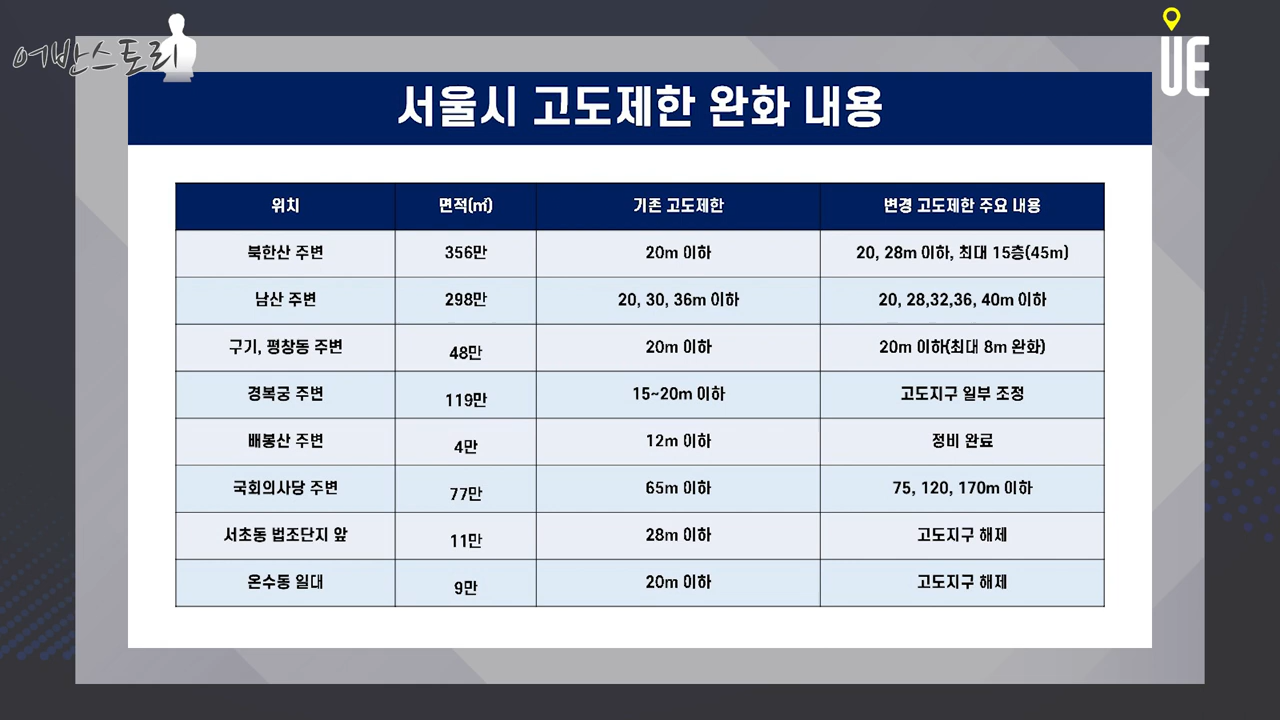 어반스토리
UE
서울시 고도제한 완화 내용
위치 면적(㎡) 기존 고도제한 변경 고도제한 주요 내용
북한산 주변 356만 20m 이하 20, 28m 이하, 최대 15층(45m)
남산 주변 298만 20, 30, 36m 이하 20, 28,32,36, 40m 이하
구기, 평창동 주변 48만 20m 이하 20m 이하(최대 8m 완화)
경복궁 주변 119만 15~20m 이하 고도지구 일부 조정
배봉산 주변 4만 12m 이하 정비 완료
국회의사당 주변 77만 65m 이하 75, 120, 170m 이하
서초동 법조단지 앞 11만 28m 이하 고도지구 해제
온수동 일대 9만 20m 이하 고도지구 해제